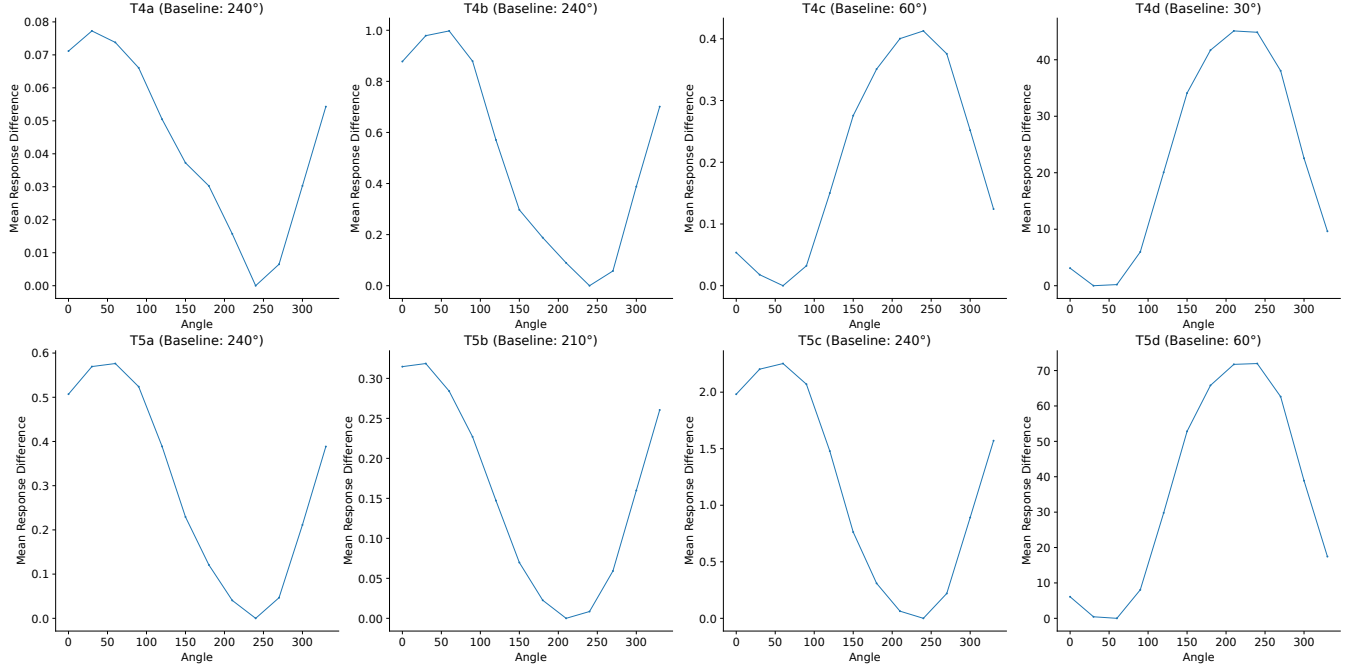 T4a (Baseline: 240°)
Mean Response Difference
0.08
0.07
0.06
0.05
0.04
0.03
0.02
0.01
0.00
0 50 100 150 200 250 300
Angle
T4b (Baseline: 240°)
Mean Response Difference
1.0
0.8
0.6
0.4
0.2
0.0
0 50 100 150 200 250 300
Angle
T4c (Baseline: 60°)
Mean Response Difference
0.4
0.3
0.2
0.1
0.0
0 50 100 150 200 250 300
Angle
T4d (Baseline: 30°)
Mean Response Difference
40
30
20
10
0
0 50 100 150 200 250 300
Angle
T5a (Baseline: 240°)
Mean Response Difference
0.6
0.5
0.4
0.3
0.2
0.1
0.0
0 50 100 150 200 250 300
Angle
T5b (Baseline: 210°)
Mean Response Difference
0.30
0.25
0.20
0.15
0.10
0.05
0.00
0 50 100 150 200 250 300
Angle
T5c (Baseline: 240°)
Mean Response Difference
2.0
1.5
1.0
0.5
0.0
0 50 100 150 200 250 300
Angle
T5d (Baseline: 60°)
Mean Response Difference
70
60
50
40
30
20
10
0
0 50 100 150 200 250 300
Angle